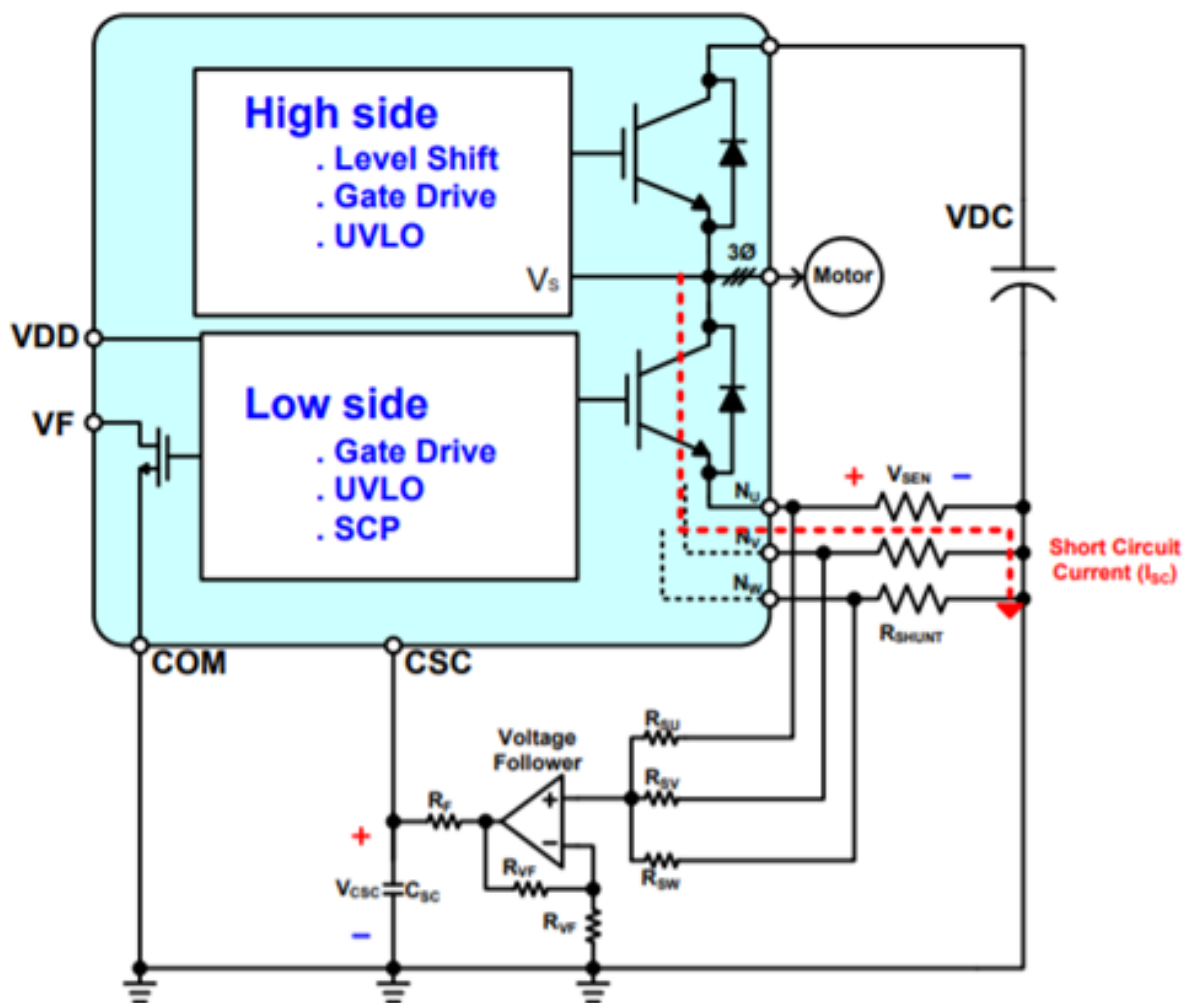 High side
. Level Shift
. Gate Drive
. UVLO
VS
3Ø
Motor
VDC
VDD
VF
Low side
. Gate Drive
. UVLO
. SCP
NU
+ VSEN −
NV
NW
RSHUNT
Short Circuit
Current (ISC)
COM
CSC
Voltage
Follower
RSU
RSV
RSW
RF
+
−
RVF
RVF
+
VCSC
CSC
−